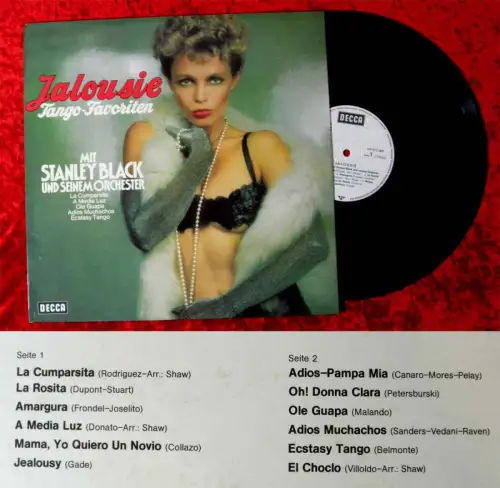 Jalousie
Tango-Favoriten
MIT
STANLEY BLACK
UND SEINEM ORCHESTER
La Cumparsita
A Media Luz
Ole Guapa
Adios Muchachos
Ecstasy Tango
DECCA
DECCA
Seite 1
La Cumparsita (Rodriguez–Arr.: Shaw)
La Rosita (Dupont–Stuart)
Amargura (Frondel–Joselito)
A Media Luz (Donato–Arr.: Shaw)
Mama, Yo Quiero Un Novio (Collazo)
Jealousy (Gade)
Seite 2
Adios–Pampa Mia (Canaro–Mores–Pelay)
Oh! Donna Clara (Petersburski)
Ole Guapa (Malando)
Adios Muchachos (Sanders–Vedani–Raven)
Ecstasy Tango (Belmonte)
El Choclo (Villoldo–Arr.: Shaw)